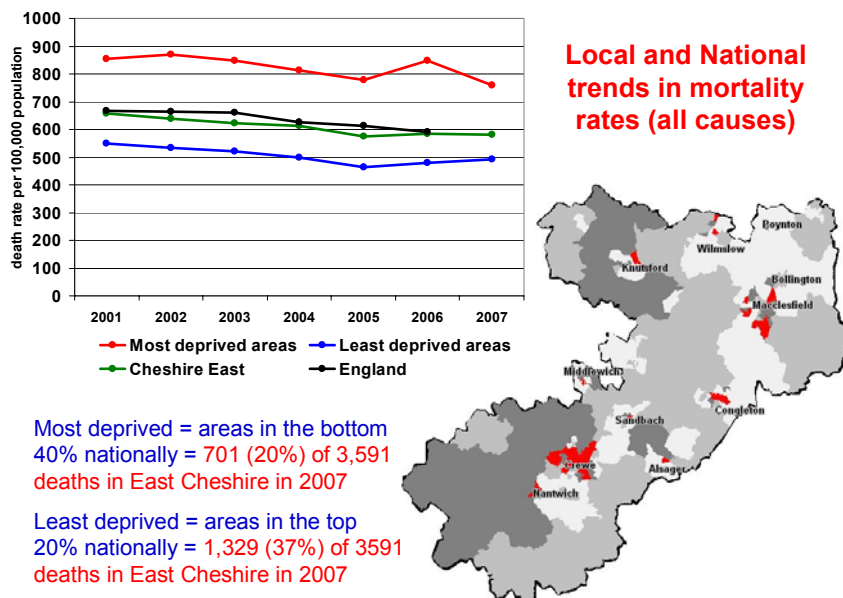 Local and National
trends in mortality
rates (all causes)
death rate per 100,000 population
1000
900
800
700
600
500
400
300
200
100
0
2001 2002 2003 2004 2005 2006 2007
Most deprived areas Least deprived areas
Cheshire East England
Most deprived = areas in the bottom
40% nationally = 701 (20%) of 3,591
deaths in East Cheshire in 2007
Least deprived = areas in the top
20% nationally = 1,329 (37%) of 3591
deaths in East Cheshire in 2007
Poynton
Wilmslow
Knutsford
Bollington
Macclesfield
Middlewich
Congleton
Sandbach
Crewe
Alsager
Nantwich